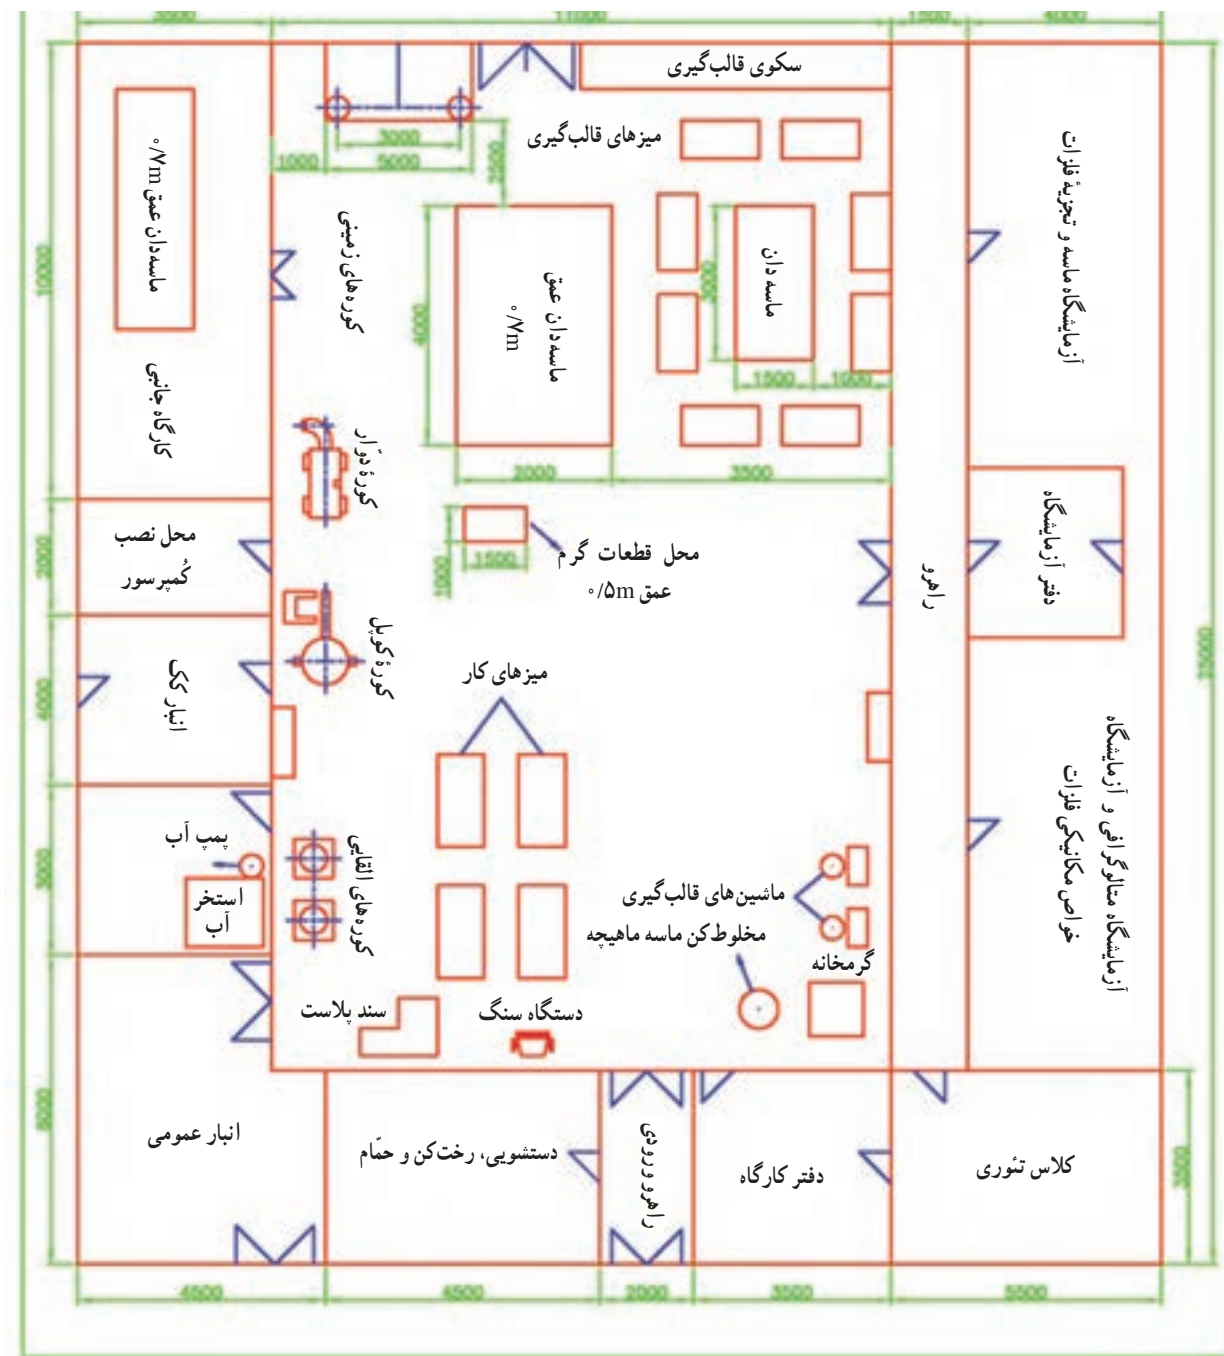 3000
11000
1500
4000
سکوی قالب‌گیری
میزهای قالب‌گیری
3000
1000
5000
2500
ماسه‌دان عمق ۰/۷m
کارگاه جانبی
کوره‌های زمینی
ماسه‌دان عمق
۰/۷m
ماسه دان
آزمایشگاه ماسه و تجزیهٔ فلزات
10000
4000
3000
1500
1000
2000
3500
کورهٔ دوّار
محل نصب
کُمپرسور
2000
1000
1500
محل قطعات گرم
عمق ۰/۵m
راهرو
دفتر آزمایشگاه
کورهٔ کوپل
انبار کک
4000
میزهای کار
آزمایشگاه متالوگرافی و آزمایشگاه
خواص مکانیکی فلزات
پمپ آب
استخر
آب
کوره‌های القایی
ماشین‌های قالب‌گیری
مخلوط‌کن ماسه ماهیچه
گرمخانه
سند پلاست
دستگاه سنگ
انبار عمومی
دستشویی، رخت‌کن و حمّام
راهرو ورودی
دفتر کارگاه
کلاس تئوری
3500
4500
4500
2000
3500
5500